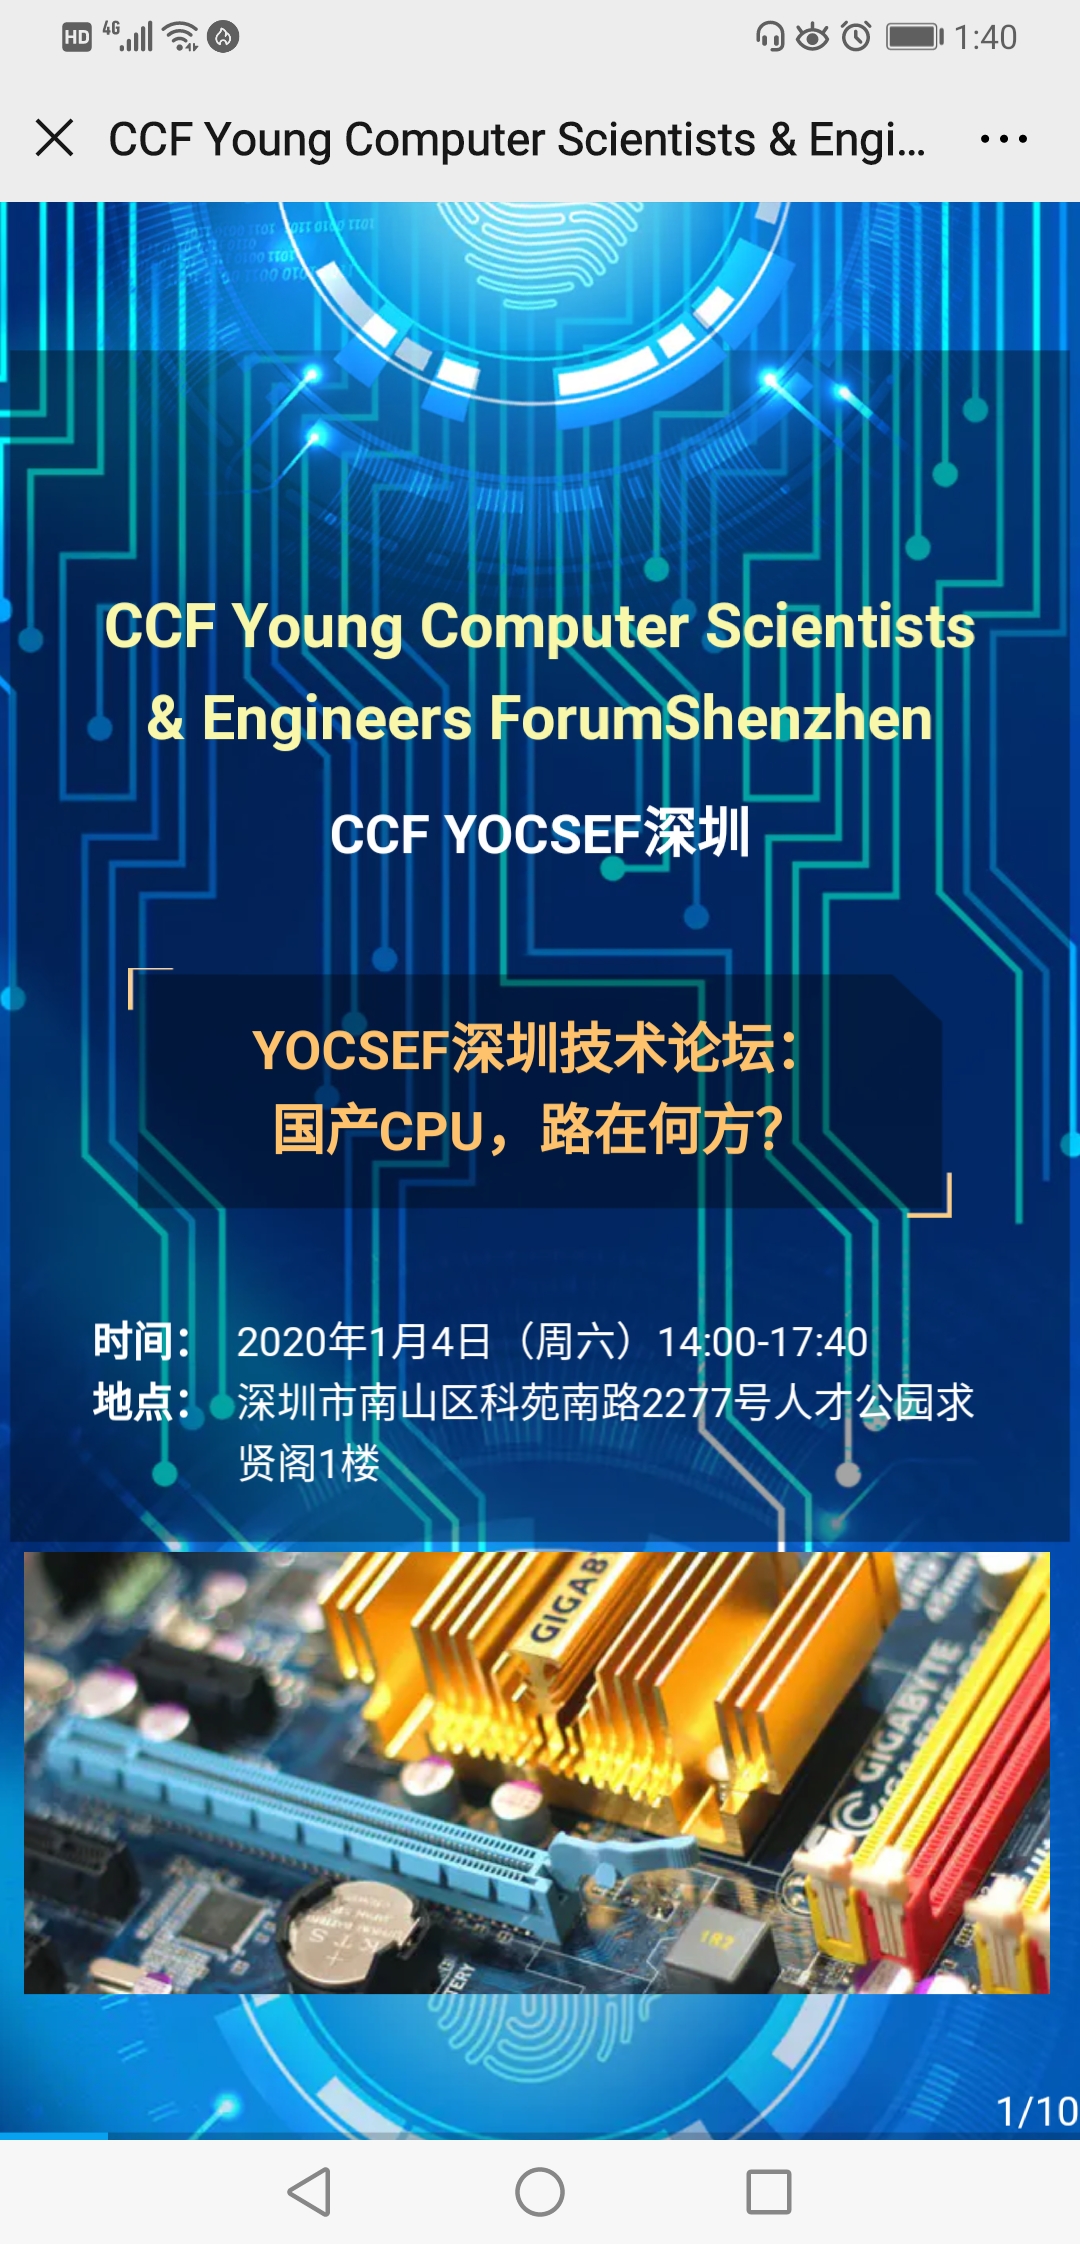 HD 4G 1:40
CCF Young Computer Scientists & Engi...
CCF Young Computer Scientists
& Engineers ForumShenzhen
CCF YOCSEF深圳
YOCSEF深圳技术论坛：
国产CPU，路在何方？
时间： 2020年1月4日（周六）14:00-17:40
地点： 深圳市南山区科苑南路2277号人才公园求
贤阁1楼
GIGAB
GIGABYTE
1R2
1/10